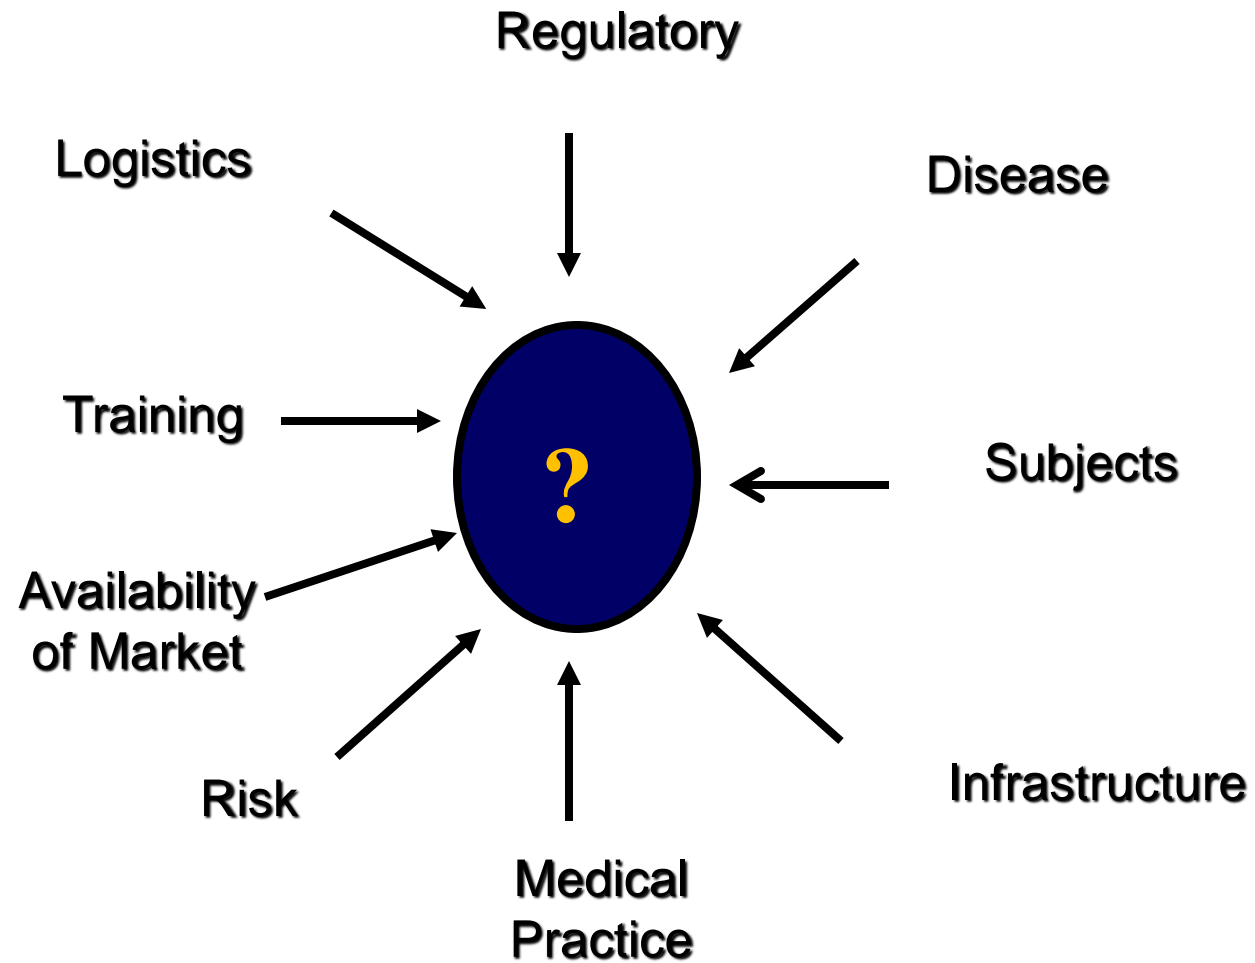 Regulatory
Logistics
Disease
Training
?
Subjects
Availability
of Market
Risk
Infrastructure
Medical
Practice